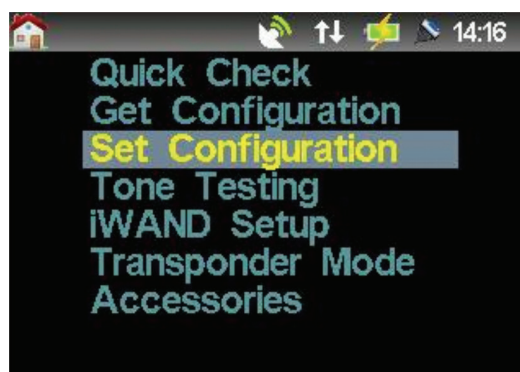 14:16
Quick Check
Get Configuration
Set Configuration
Tone Testing
iWAND Setup
Transponder Mode
Accessories